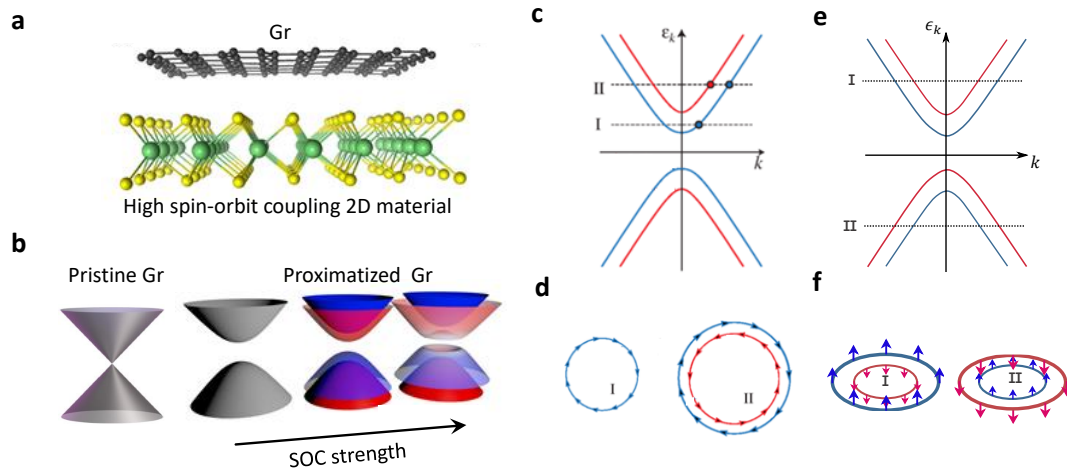 a
Gr
High spin-orbit coupling 2D material
b
Pristine Gr
Proximatized Gr
SOC strength
c
εₖ
II
I
k
d
I
II
e
ϵₖ
I
k
II
f
I
II